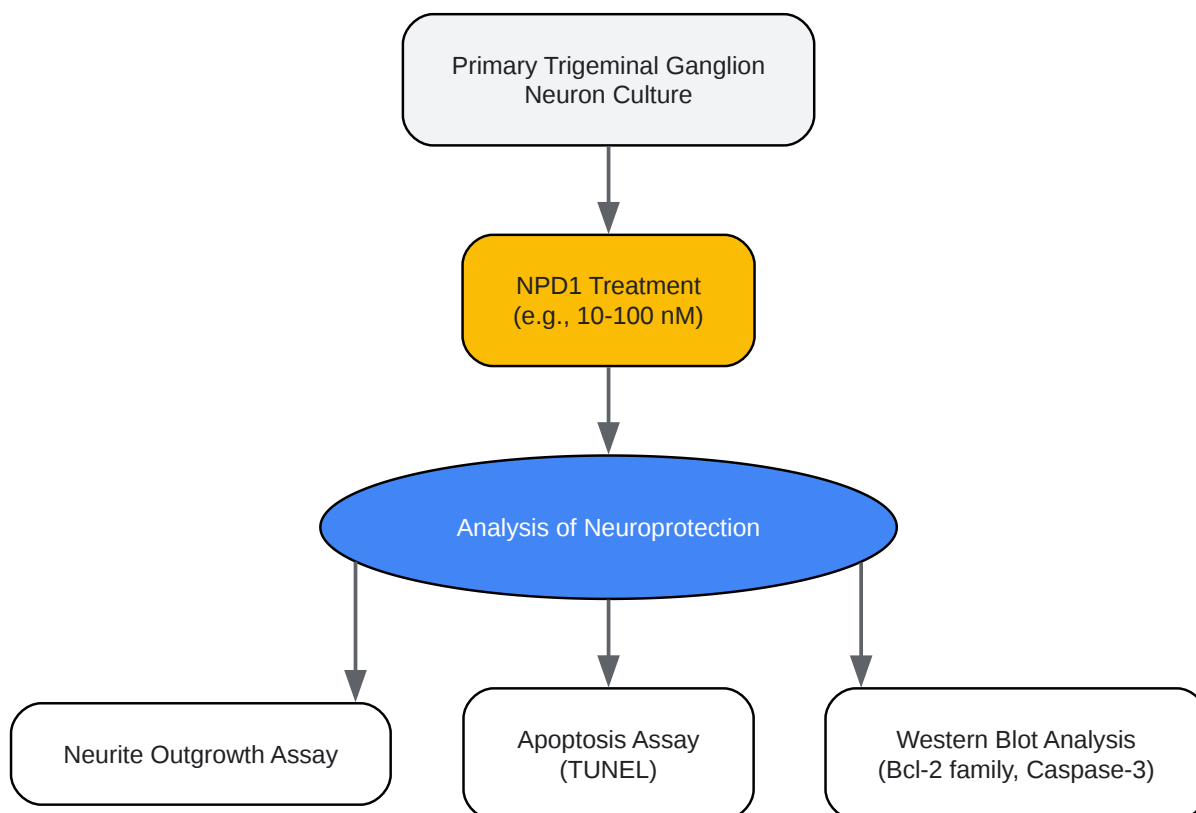 Primary Trigeminal Ganglion
Neuron Culture
NPD1 Treatment
(e.g., 10-100 nM)
Analysis of Neuroprotection
Neurite Outgrowth Assay
Apoptosis Assay
(TUNEL)
Western Blot Analysis
(Bcl-2 family, Caspase-3)